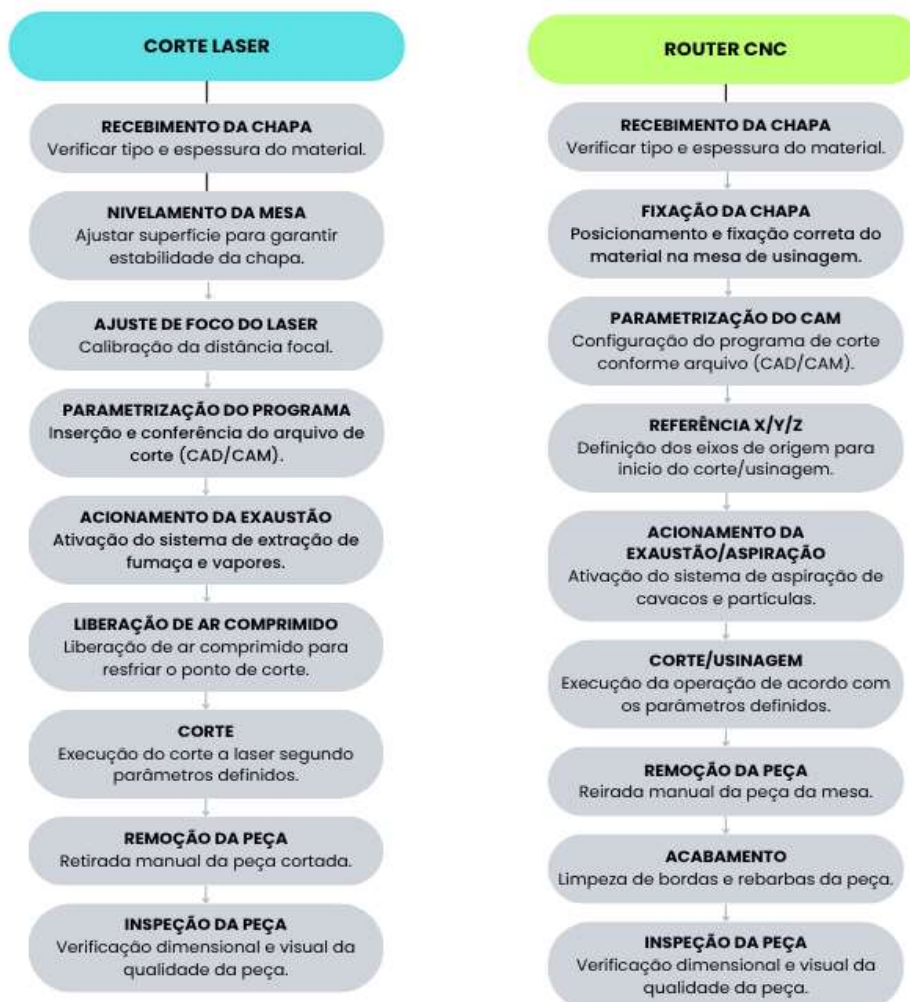 CORTE LASER
RECEBIMENTO DA CHAPA
Verificar tipo e espessura do material.
NIVELAMENTO DA MESA
Ajustar superfície para garantir
estabilidade da chapa.
AJUSTE DE FOCO DO LASER
Calibração da distância focal.
PARAMETRIZAÇÃO DO PROGRAMA
Inserção e conferência do arquivo de
corte (CAD/CAM).
ACIONAMENTO DA EXAUSTÃO
Ativação do sistema de extração de
fumaça e vapores.
LIBERAÇÃO DE AR COMPRIMIDO
Liberação de ar comprimido para
resfriar o ponto de corte.
CORTE
Execução do corte a laser segundo
parâmetros definidos.
REMOÇÃO DA PEÇA
Retirada manual da peça cortada.
INSPEÇÃO DA PEÇA
Verificação dimensional e visual da
qualidade da peça.
ROUTER CNC
RECEBIMENTO DA CHAPA
Verificar tipo e espessura do material.
FIXAÇÃO DA CHAPA
Posicionamento e fixação correta do
material na mesa de usinagem.
PARAMETRIZAÇÃO DO CAM
Configuração do programa de corte
conforme arquivo (CAD/CAM).
REFERÊNCIA X/Y/Z
Definição dos eixos de origem para
inicio do corte/usinagem.
ACIONAMENTO DA
EXAUSTÃO/ASPIRAÇÃO
Ativação do sistema de aspiração de
cavacos e partículas.
CORTE/USINAGEM
Execução da operação de acordo com
os parâmetros definidos.
REMOÇÃO DA PEÇA
Reirada manual da peça da mesa.
ACABAMENTO
Limpeza de bordas e rebarbas da peça.
INSPEÇÃO DA PEÇA
Verificação dimensional e visual da
qualidade da peça.